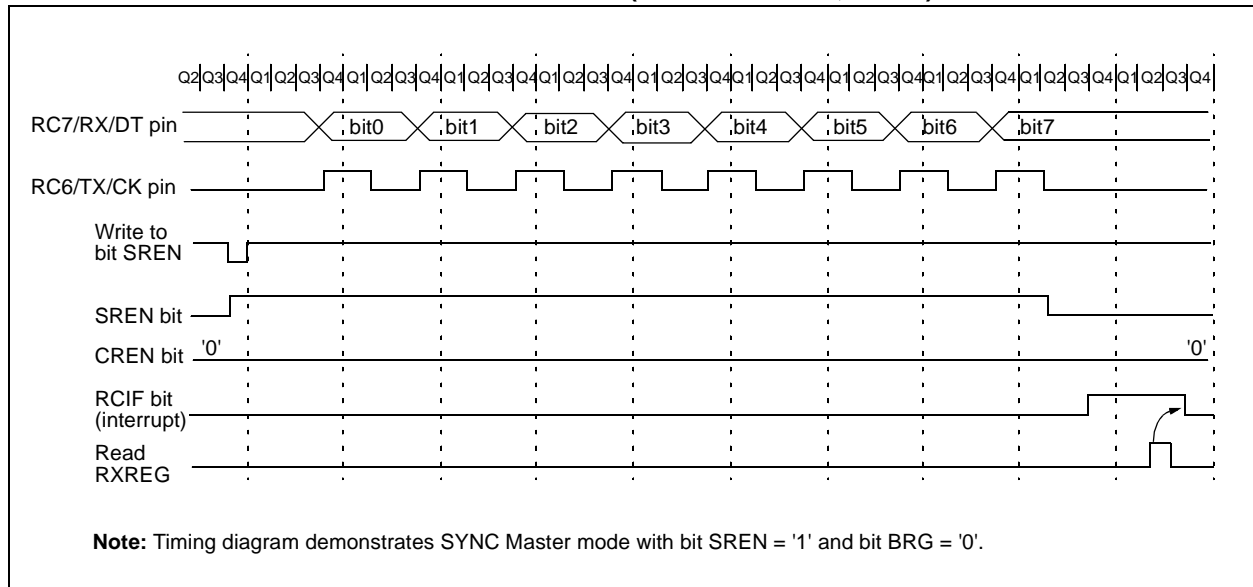 Q2 Q3 Q4 Q1 Q2 Q3 Q4 Q1 Q2 Q3 Q4 Q1 Q2 Q3 Q4 Q1 Q2 Q3 Q4 Q1 Q2 Q3 Q4 Q1 Q2 Q3 Q4 Q1 Q2 Q3 Q4 Q1 Q2 Q3 Q4 Q1 Q2 Q3 Q4 Q1 Q2 Q3 Q4
RC7/RX/DT pin bit0 bit1 bit2 bit3 bit4 bit5 bit6 bit7
RC6/TX/CK pin
Write to
bit SREN
SREN bit
CREN bit '0' '0'
RCIF bit
(interrupt)
Read
RXREG
Note: Timing diagram demonstrates SYNC Master mode with bit SREN = '1' and bit BRG = '0'.